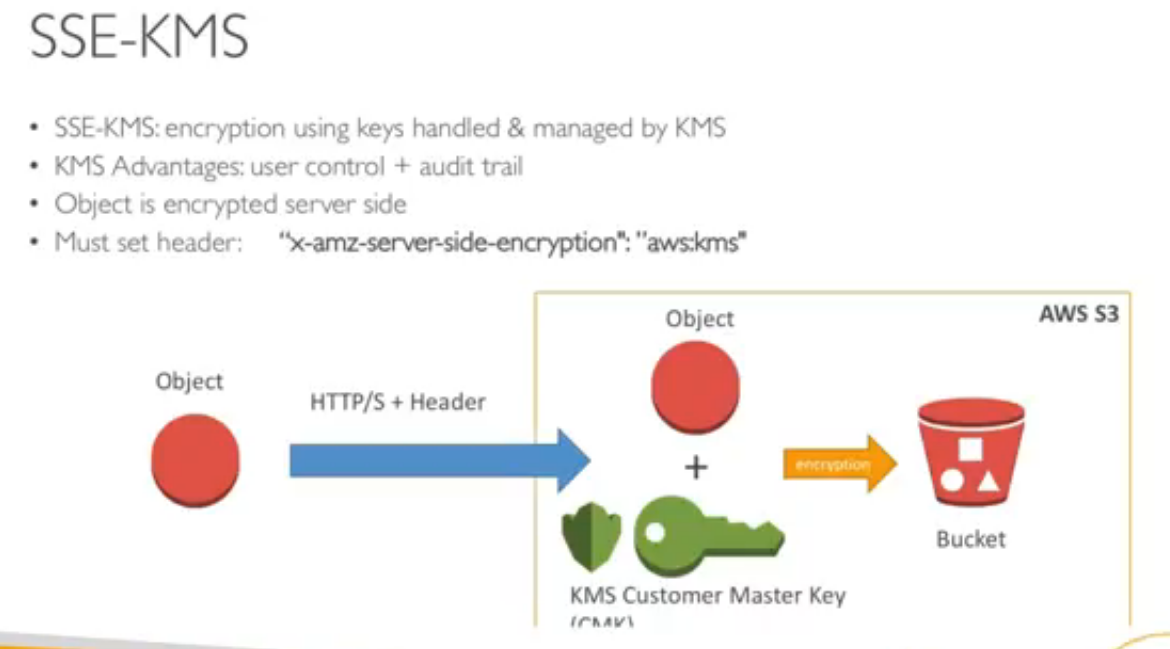 SSE-KMS
• SSE-KMS: encryption using keys handled & managed by KMS
• KMS Advantages: user control + audit trail
• Object is encrypted server side
• Must set header: “x-amz-server-side-encryption": ”aws:kms"
Object
AWS S3
Object
HTTP/S + Header
+
encryption
Bucket
KMS Customer Master Key
(CMK)